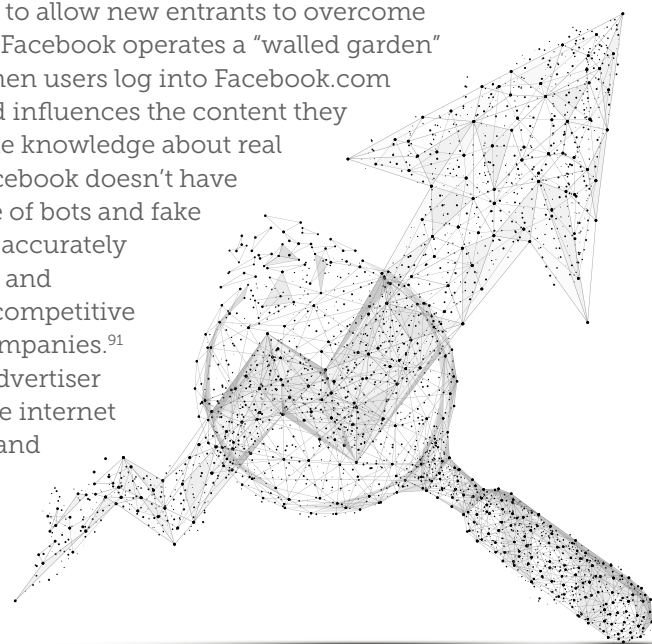 to allow new entrants to overcome
Facebook operates a “walled garden”
hen users log into Facebook.com
d influences the content they
e knowledge about real
cebook doesn’t have
e of bots and fake
accurately
and
competitive
mpanies.91
dvertiser
e internet
and